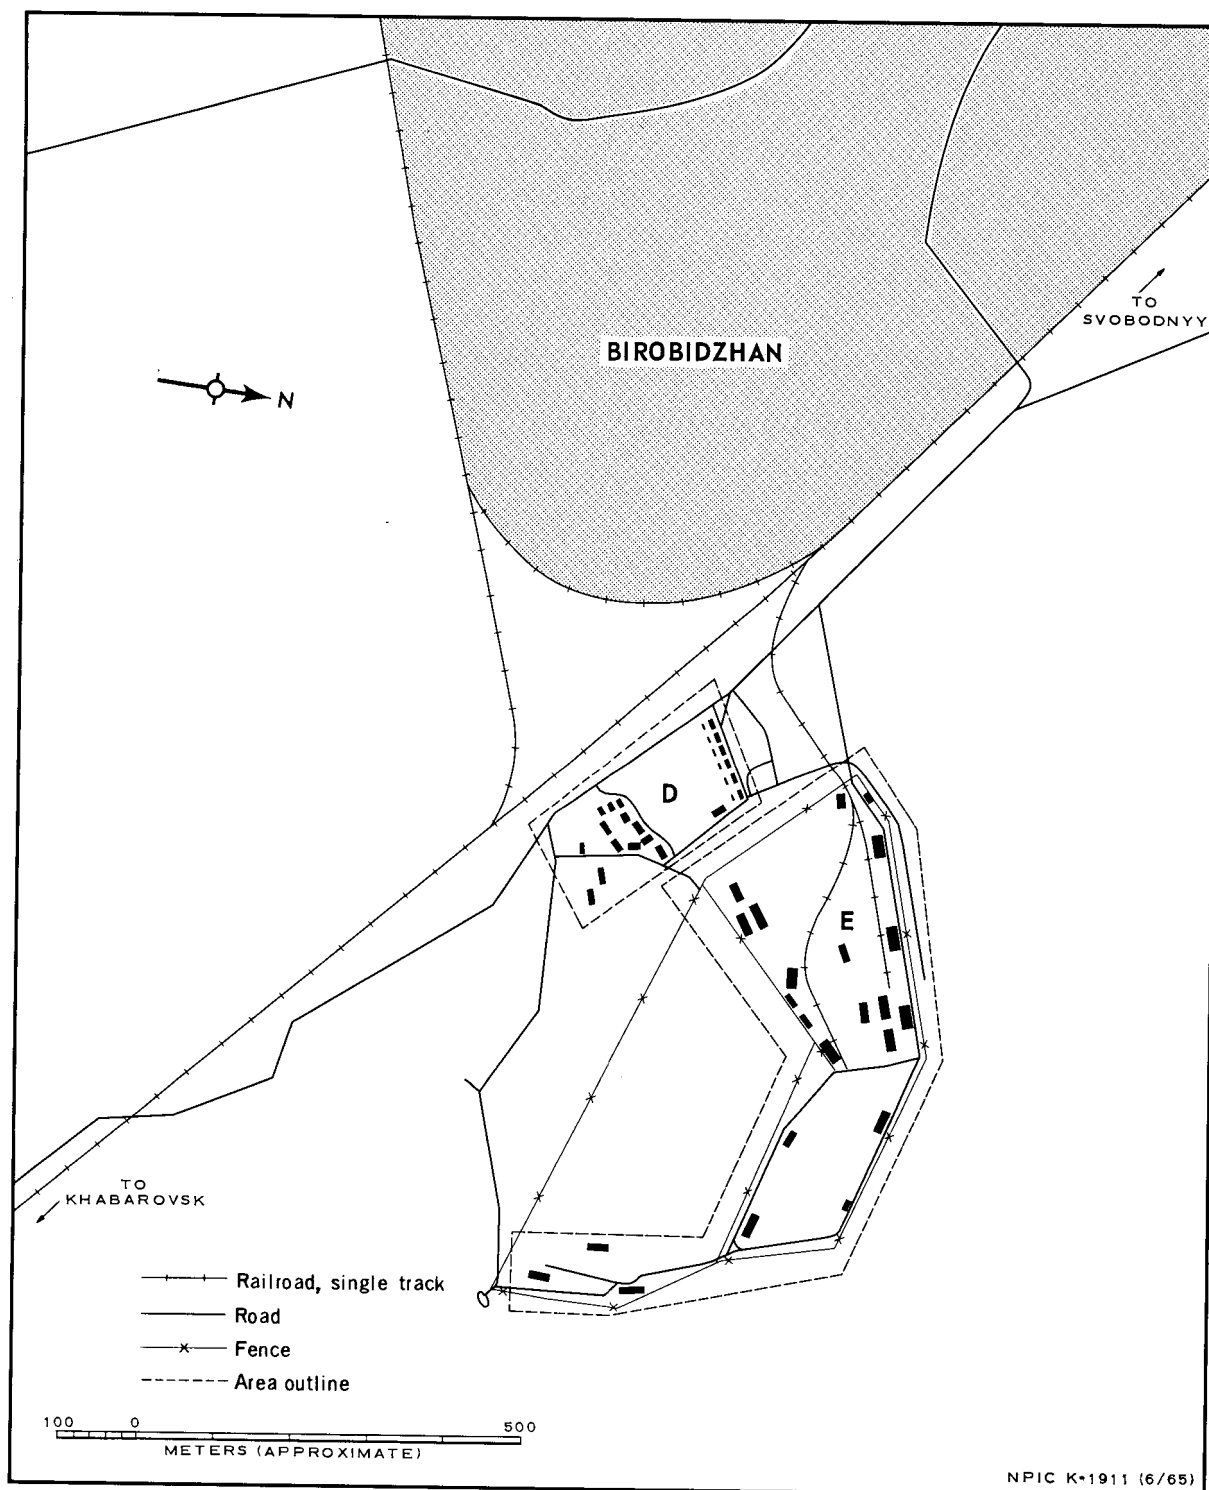 TO
SVOBODNYY
BIROBIDZHAN
N
D
E
TO
KHABAROVSK
Railroad, single track
Road
Fence
Area outline
100 0 500
METERS (APPROXIMATE)
NPIC K-1911 (6/65)